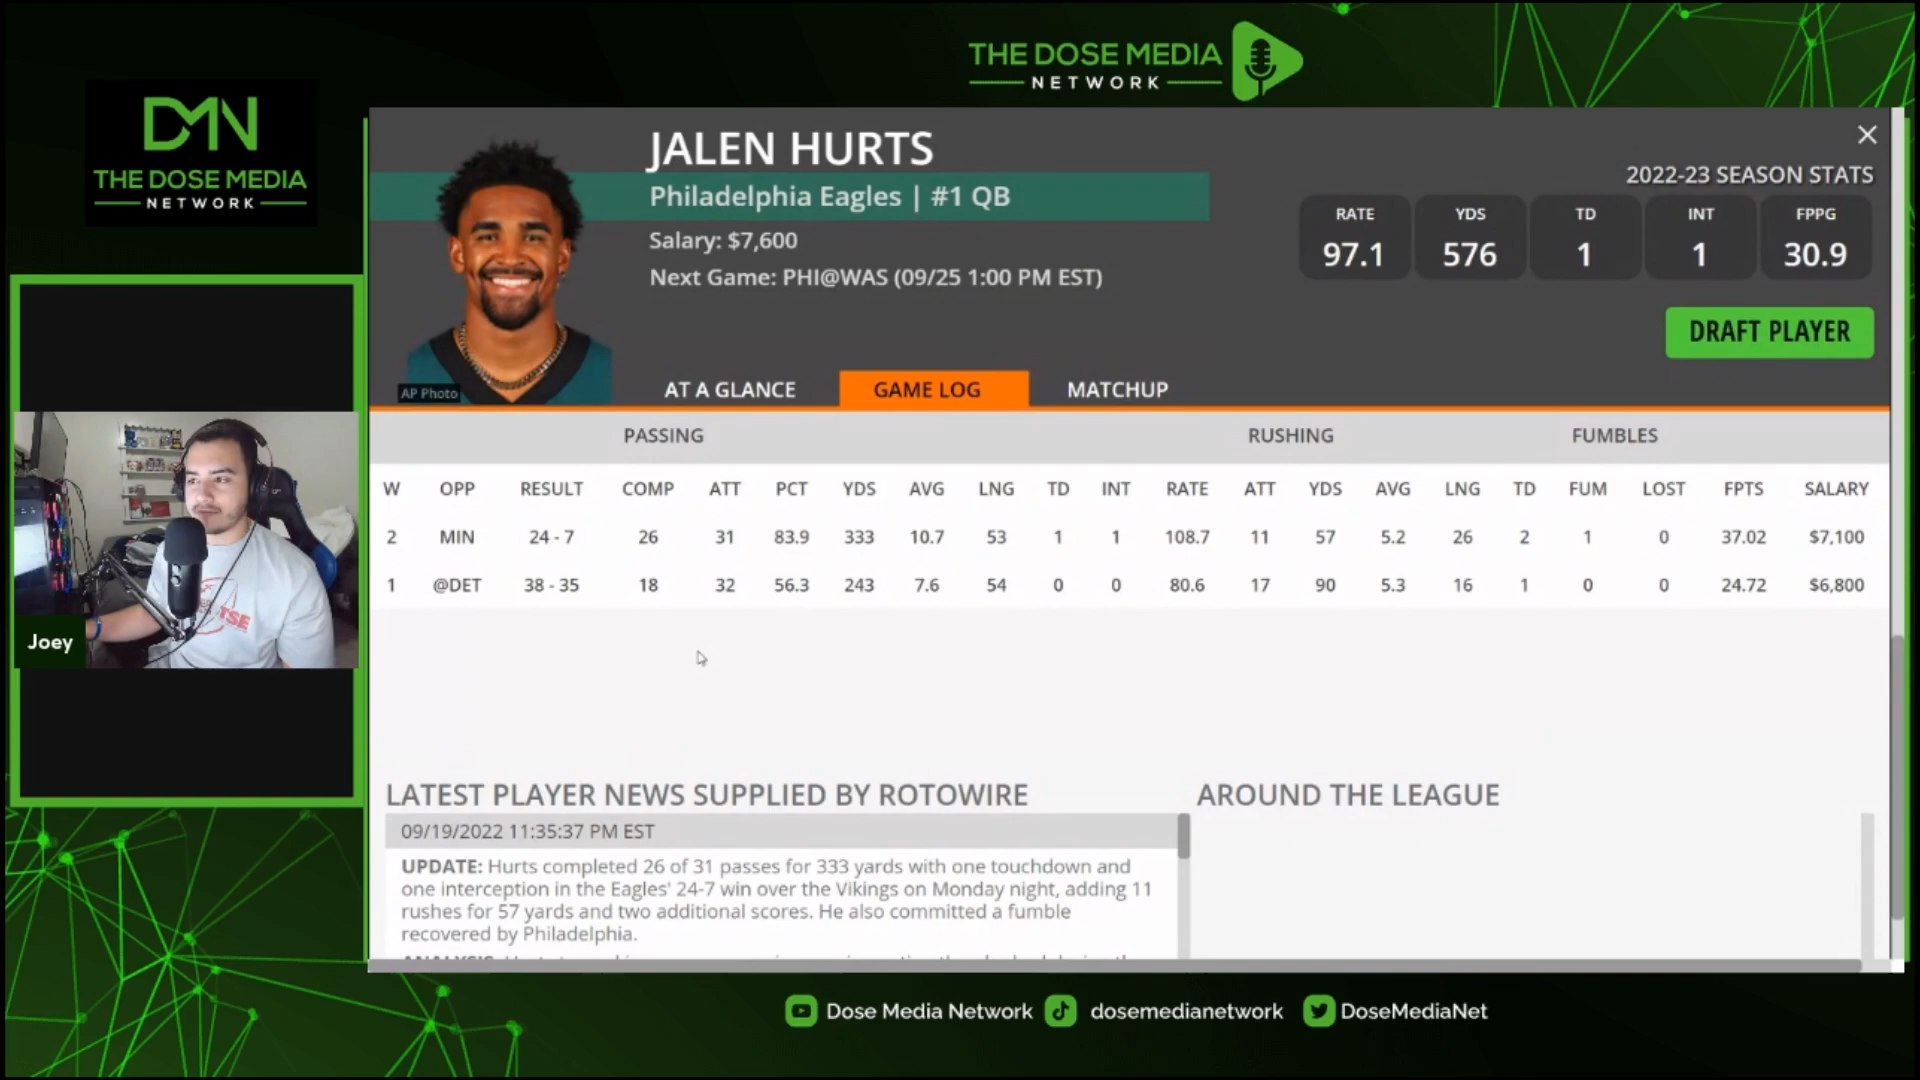 THE DOSE MEDIA
NETWORK
DMN
THE DOSE MEDIA
NETWORK
JALEN HURTS
Philadelphia Eagles | #1 QB
Salary: $7,600
Next Game: PHI@WAS (09/25 1:00 PM EST)
2022-23 SEASON STATS
RATE YDS TD INT FPPG
97.1 576 1 1 30.9
DRAFT PLAYER
AP Photo
AT A GLANCE GAME LOG MATCHUP
PASSING RUSHING FUMBLES
W OPP RESULT COMP ATT PCT YDS AVG LNG TD INT RATE ATT YDS AVG LNG TD FUM LOST FPTS SALARY
2 MIN 24 - 7 26 31 83.9 333 10.7 53 1 1 108.7 11 57 5.2 26 2 1 0 37.02 $7,100
1 @DET 38 - 35 18 32 56.3 243 7.6 54 0 0 80.6 17 90 5.3 16 1 0 0 24.72 $6,800
TSE
Joey
LATEST PLAYER NEWS SUPPLIED BY ROTOWIRE
AROUND THE LEAGUE
09/19/2022 11:35:37 PM EST
UPDATE: Hurts completed 26 of 31 passes for 333 yards with one touchdown and
one interception in the Eagles' 24-7 win over the Vikings on Monday night, adding 11
rushes for 57 yards and two additional scores. He also committed a fumble
recovered by Philadelphia.
Dose Media Network dosemedianetwork DoseMediaNet